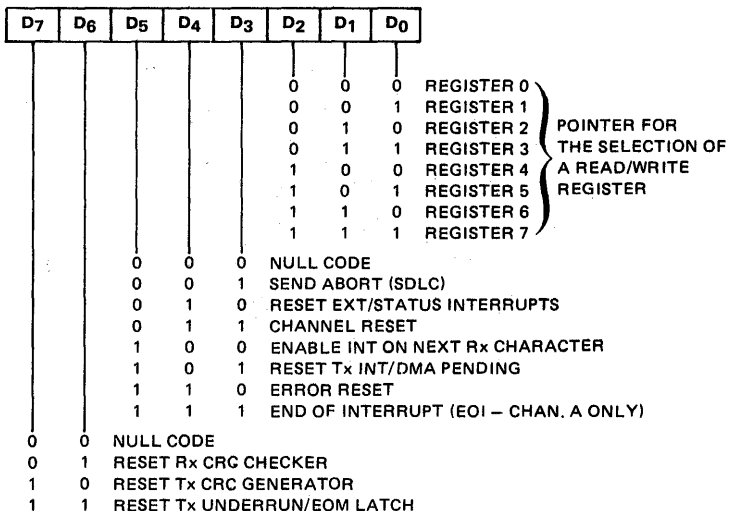 D7 D6 D5 D4 D3 D2 D1 D0
0 0 0 REGISTER 0
0 0 1 REGISTER 1
0 1 0 REGISTER 2
0 1 1 REGISTER 3
1 0 0 REGISTER 4
1 0 1 REGISTER 5
1 1 0 REGISTER 6
1 1 1 REGISTER 7
POINTER FOR
THE SELECTION OF
A READ/WRITE
REGISTER
0 0 0 NULL CODE
0 0 1 SEND ABORT (SDLC)
0 1 0 RESET EXT/STATUS INTERRUPTS
0 1 1 CHANNEL RESET
1 0 0 ENABLE INT ON NEXT Rx CHARACTER
1 0 1 RESET Tx INT/DMA PENDING
1 1 0 ERROR RESET
1 1 1 END OF INTERRUPT (EOI – CHAN. A ONLY)
0 0 NULL CODE
0 1 RESET Rx CRC CHECKER
1 0 RESET Tx CRC GENERATOR
1 1 RESET Tx UNDERRUN/EOM LATCH